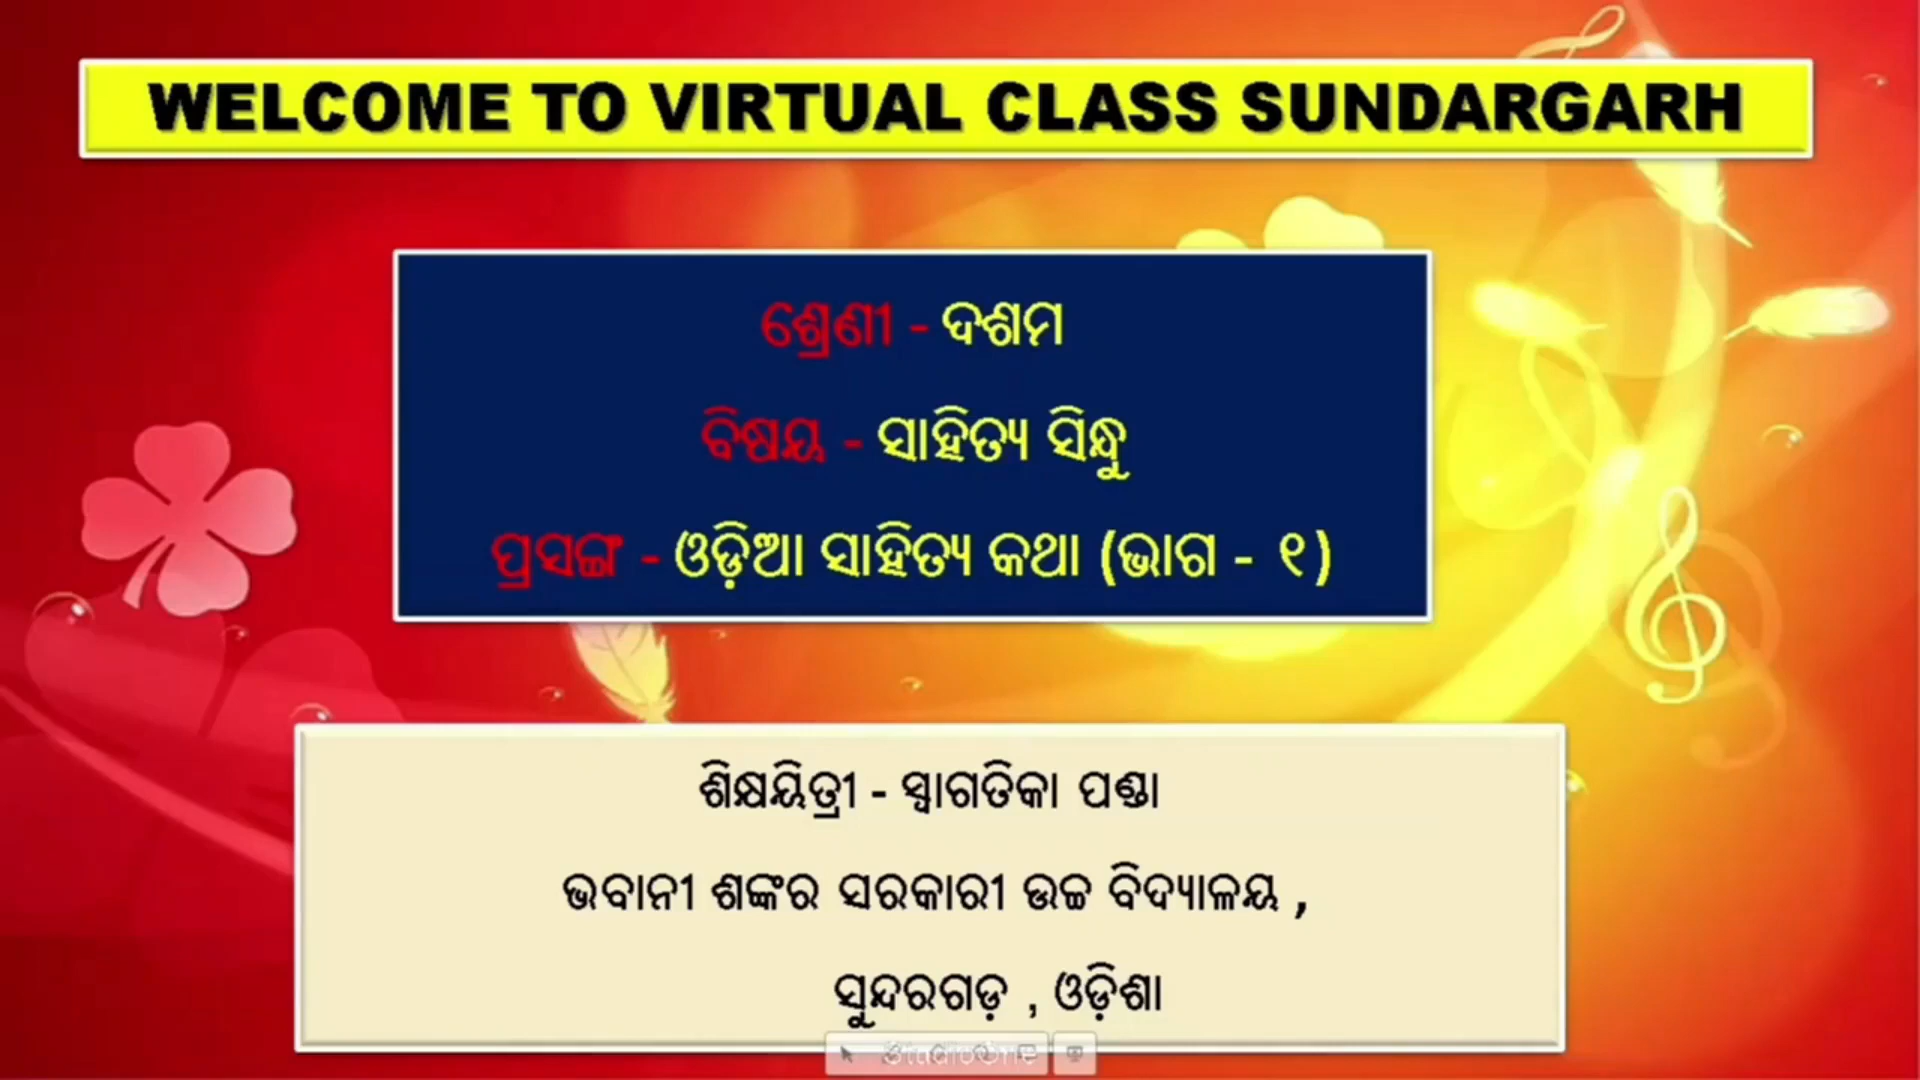 WELCOME TO VIRTUAL CLASS SUNDARGARH
ଶ୍ରେଣୀ - ଦଶମ
ବିଷୟ - ସାହିତ୍ୟ ସିନ୍ଧୁ
ପ୍ରସଙ୍ଗ - ଓଡ଼ିଆ ସାହିତ୍ୟ କଥା (ଭାଗ - ୧)
ଶିକ୍ଷୟିତ୍ରୀ - ସ୍ୱାଗତିକା ପଣ୍ଡା
ଭବାନୀ ଶଙ୍କର ସରକାରୀ ଉଚ୍ଚ ବିଦ୍ୟାଳୟ ,
ସୁନ୍ଦରଗଡ଼ , ଓଡ଼ିଶା
StudioOne